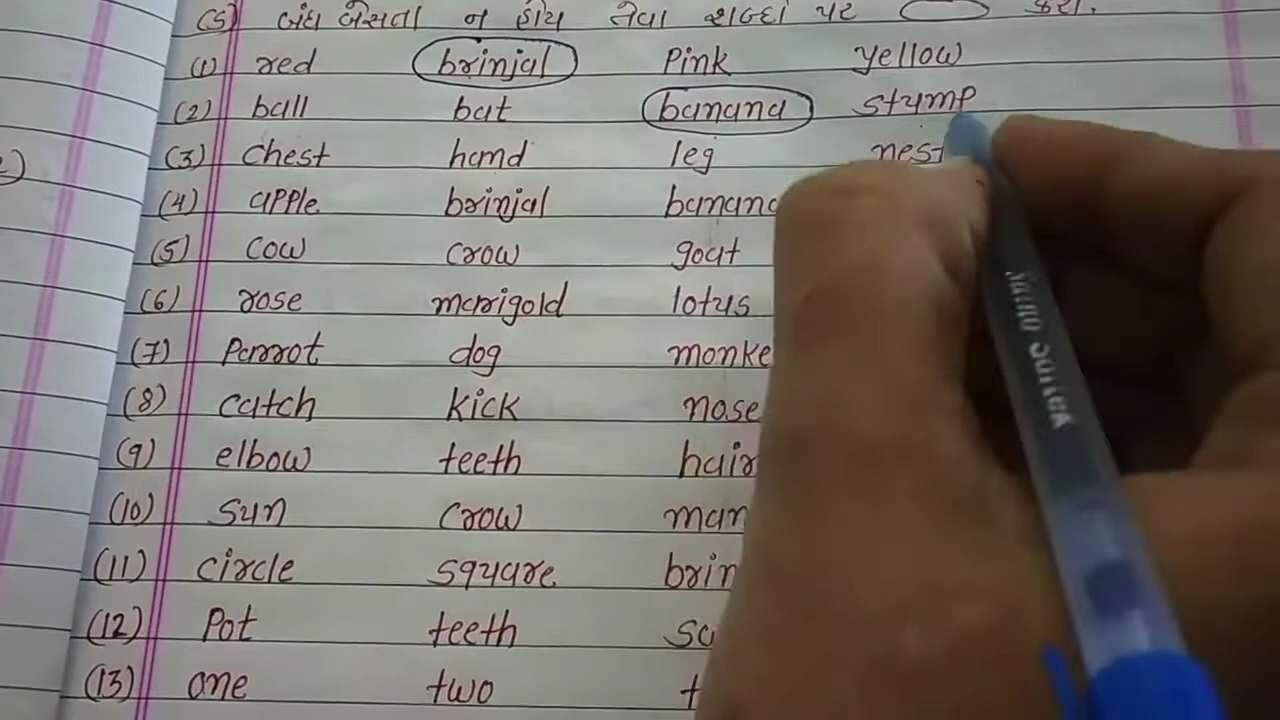 (5) બંધ બેસતા ન હોય તેવા શબ્દો પર કરો.
(1) red brinjal Pink yellow
(2) ball bat banana stump
(3) chest hand leg nest
(4) apple brinjal banana
(5) cow crow goat
(6) rose marigold lotus
(7) Parrot dog monke
(8) catch kick nose
(9) elbow teeth hair
(10) sun crow
(11) circle square brin
(12) Pot teeth
(13) one two